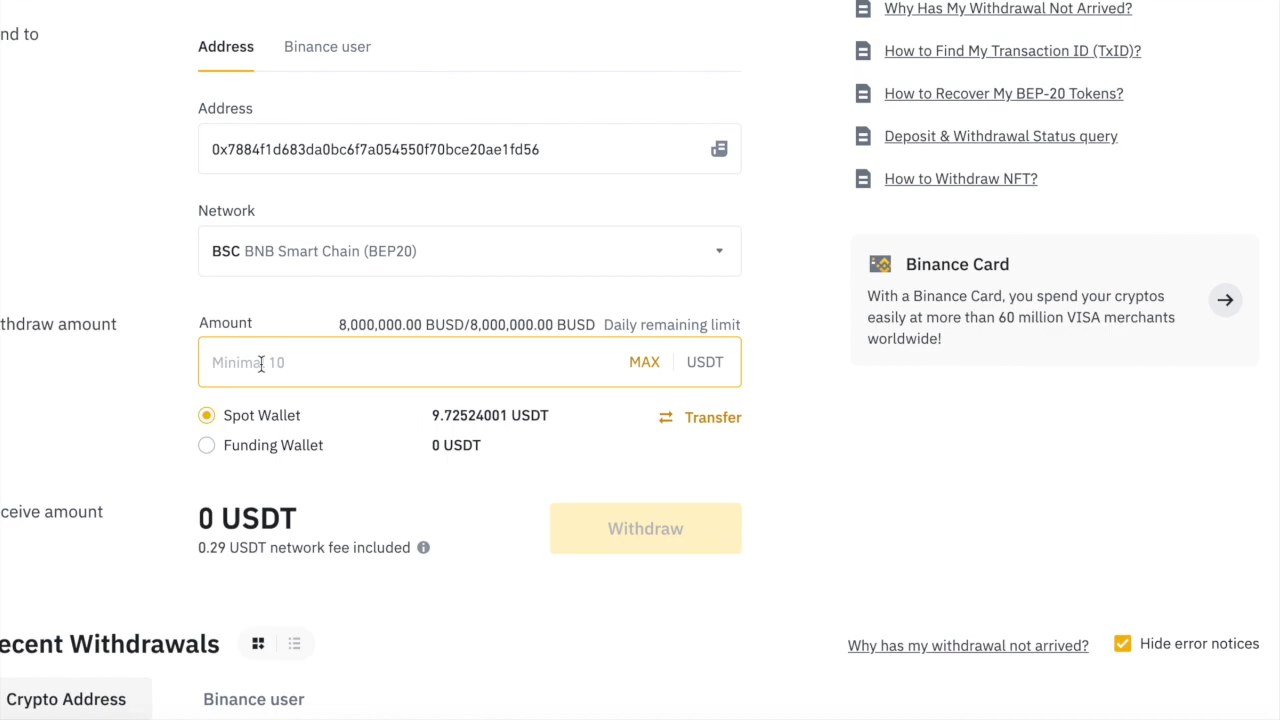 Why Has My Withdrawal Not Arrived?
nd to
Address
Binance user
How to Find My Transaction ID (TxID)?
How to Recover My BEP-20 Tokens?
Address
Deposit & Withdrawal Status query
0x7884f1d683da0bc6f7a054550f70bce20ae1fd56
How to Withdraw NFT?
Network
BSC BNB Smart Chain (BEP20)
Binance Card
With a Binance Card, you spend your cryptos
easily at more than 60 million VISA merchants
worldwide!
thdraw amount
Amount
8,000,000.00 BUSD/8,000,000.00 BUSD Daily remaining limit
Minimal 10
MAX
USDT
Spot Wallet
9.72524001 USDT
Transfer
Funding Wallet
0 USDT
ceive amount
0 USDT
0.29 USDT network fee included
Withdraw
ecent Withdrawals
Why has my withdrawal not arrived?
Hide error notices
Crypto Address
Binance user